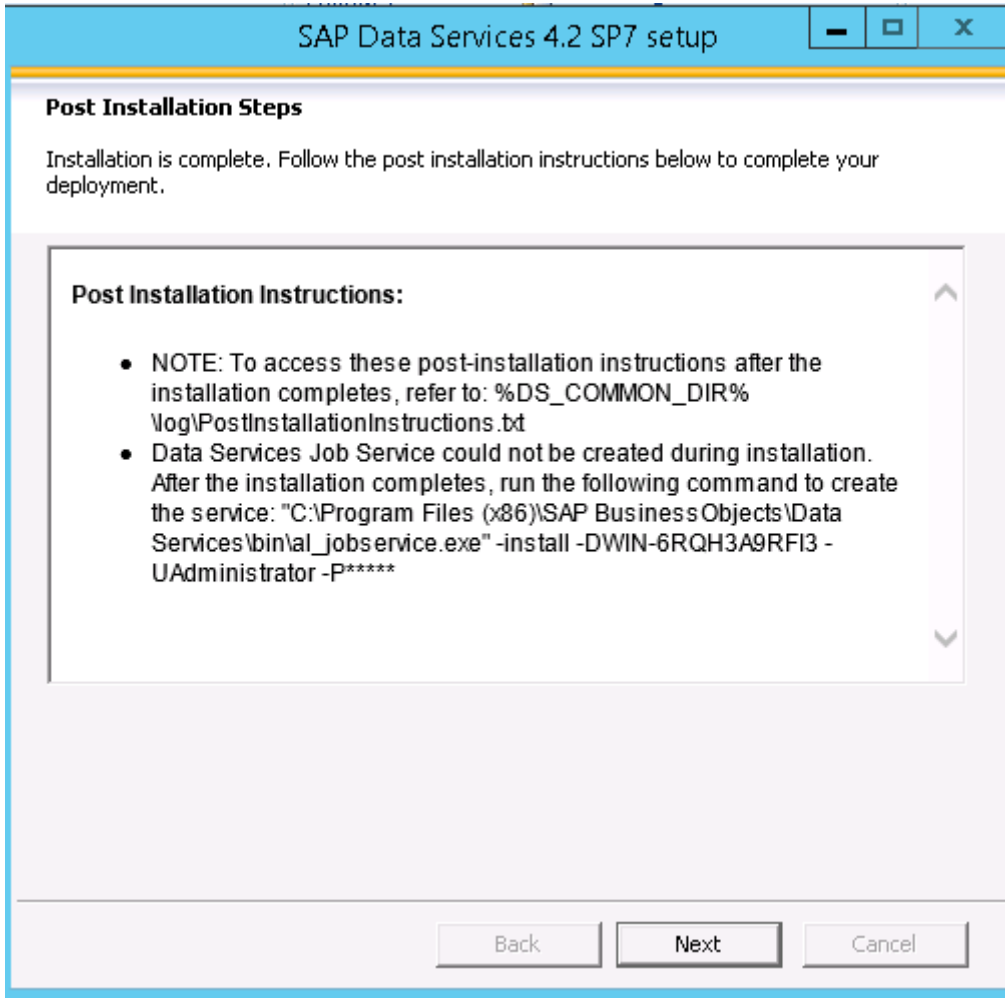 SAP Data Services 4.2 SP7 setup
Post Installation Steps
Installation is complete. Follow the post installation instructions below to complete your
deployment.
Post Installation Instructions:
● NOTE: To access these post-installation instructions after the
installation completes, refer to: %DS_COMMON_DIR%
\log\PostInstallationInstructions.txt
● Data Services Job Service could not be created during installation.
After the installation completes, run the following command to create
the service: "C:\Program Files (x86)\SAP BusinessObjects\Data
Services\bin\al_jobservice.exe" -install -DWIN-6RQH3A9RFI3 -
UAdministrator -P*****
Back
Next
Cancel